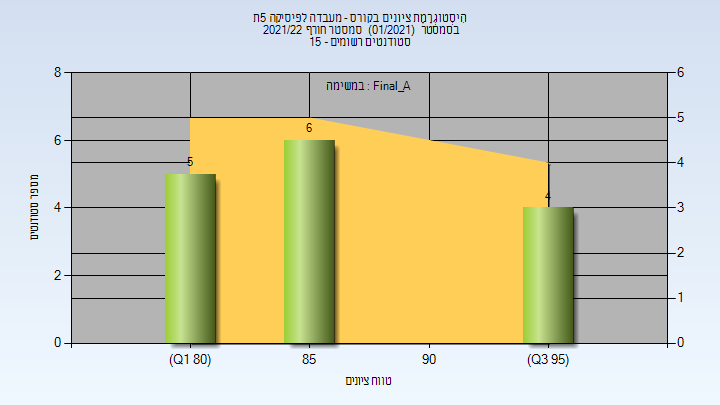 היסטוגרמת ציונים בקורס - מעבדה לפיסיקה 5ת
בסמסטר (01/2021) סמסטר חורף 2021/22
סטודנטים רשומים - 15
במשימה : Final_A
מספר סטודנטים
8
6
4
2
0
6
5
4
3
2
1
0
5
6
4
(Q1 80)
85
90
(Q3 95)
טווח ציונים